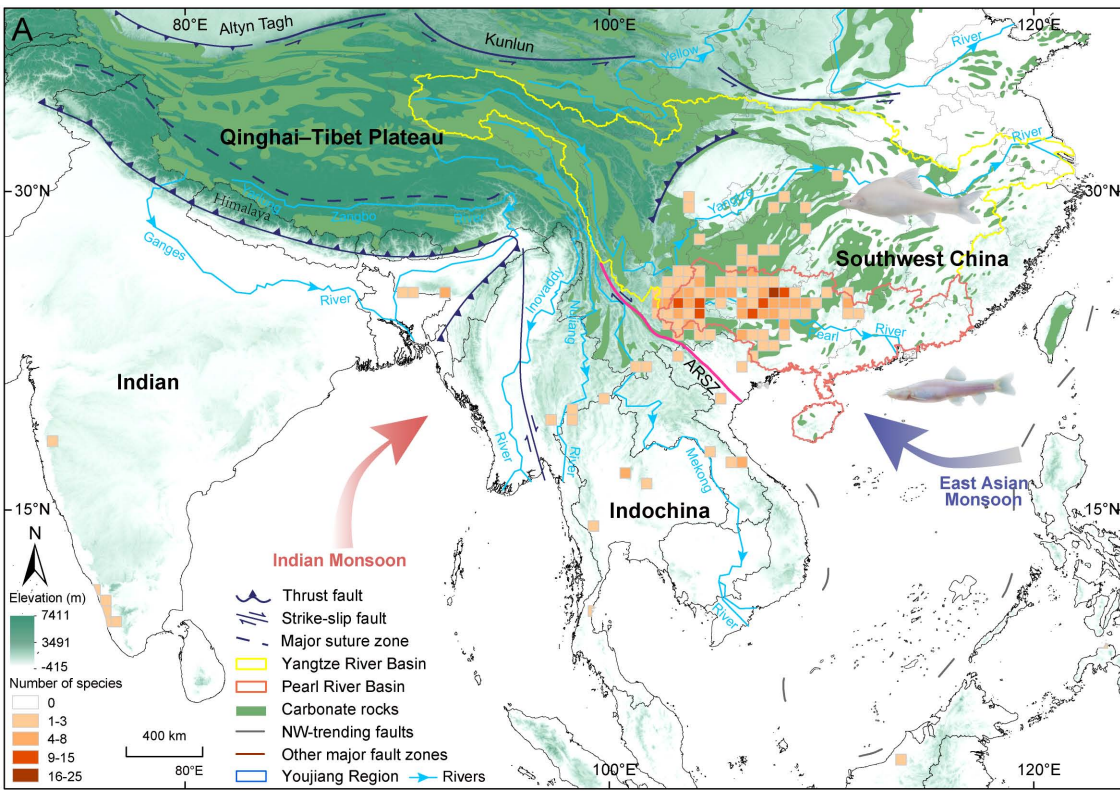 A
80°E
100°E
120°E
Altyn Tagh
Kunlun
Yellow
River
Qinghai–Tibet Plateau
River
30°N
30°N
Himalaya
Zangbo
River
Yangtze
Ganges
River
Southwest China
Irrovaddy
Nujiang
Pearl
River
Indian
ARSZ
River
River
Mekong
East Asian
Monsoon
15°N
15°N
Indochina
Indian Monsoon
River
N
Elevation (m)
7411
3491
-415
Number of species
0
1-3
4-8
9-15
16-25
400 km
Thrust fault
Strike-slip fault
Major suture zone
Yangtze River Basin
Pearl River Basin
Carbonate rocks
NW-trending faults
Other major fault zones
Youjiang Region
Rivers
80°E
100°E
120°E